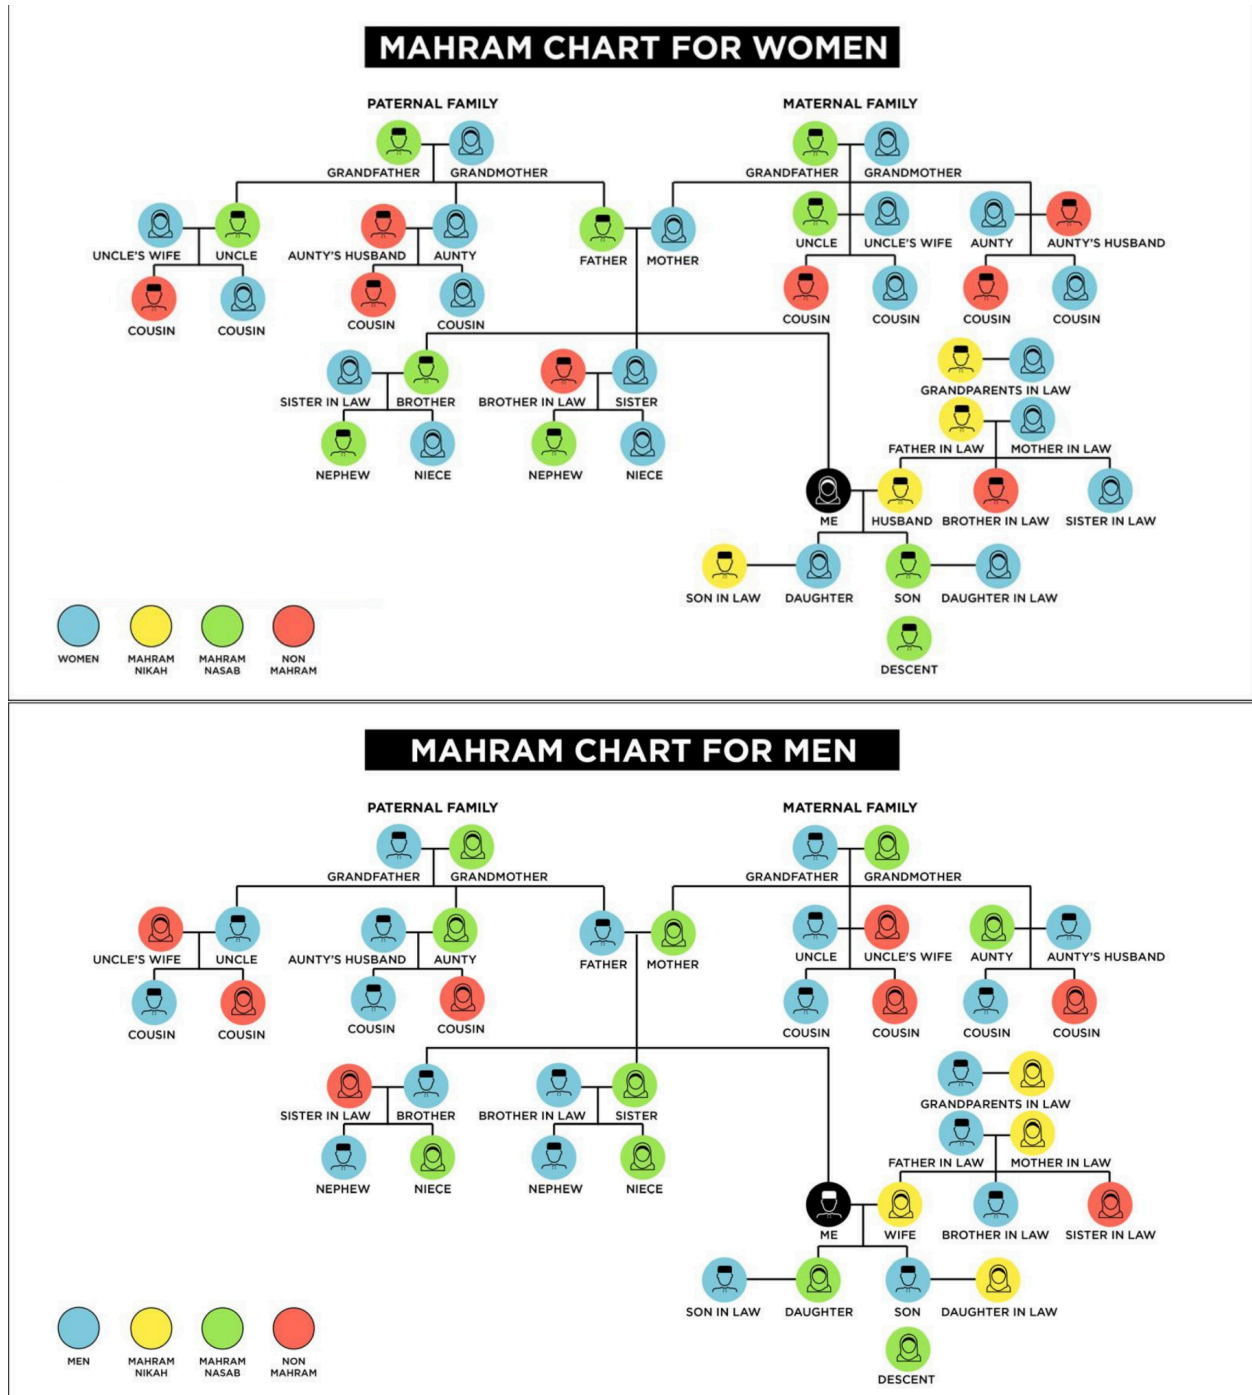 MAHRAM CHART FOR WOMEN
PATERNAL FAMILY
MATERNAL FAMILY
GRANDFATHER
GRANDMOTHER
GRANDFATHER
GRANDMOTHER
UNCLE'S WIFE
UNCLE
AUNTY'S HUSBAND
AUNTY
FATHER
MOTHER
UNCLE
UNCLE'S WIFE
AUNTY
AUNTY'S HUSBAND
COUSIN
COUSIN
COUSIN
COUSIN
COUSIN
COUSIN
COUSIN
COUSIN
GRANDPARENTS IN LAW
SISTER IN LAW
BROTHER
BROTHER IN LAW
SISTER
FATHER IN LAW
MOTHER IN LAW
NEPHEW
NIECE
NEPHEW
NIECE
ME
HUSBAND
BROTHER IN LAW
SISTER IN LAW
SON IN LAW
DAUGHTER
SON
DAUGHTER IN LAW
DESCENT
WOMEN
MAHRAM
NIKAH
MAHRAM
NASAB
NON
MAHRAM
MAHRAM CHART FOR MEN
PATERNAL FAMILY
MATERNAL FAMILY
GRANDFATHER
GRANDMOTHER
GRANDFATHER
GRANDMOTHER
UNCLE'S WIFE
UNCLE
AUNTY'S HUSBAND
AUNTY
FATHER
MOTHER
UNCLE
UNCLE'S WIFE
AUNTY
AUNTY'S HUSBAND
COUSIN
COUSIN
COUSIN
COUSIN
COUSIN
COUSIN
COUSIN
COUSIN
GRANDPARENTS IN LAW
SISTER IN LAW
BROTHER
BROTHER IN LAW
SISTER
FATHER IN LAW
MOTHER IN LAW
NEPHEW
NIECE
NEPHEW
NIECE
ME
WIFE
BROTHER IN LAW
SISTER IN LAW
SON IN LAW
DAUGHTER
SON
DAUGHTER IN LAW
DESCENT
MEN
MAHRAM
NIKAH
MAHRAM
NASAB
NON
MAHRAM